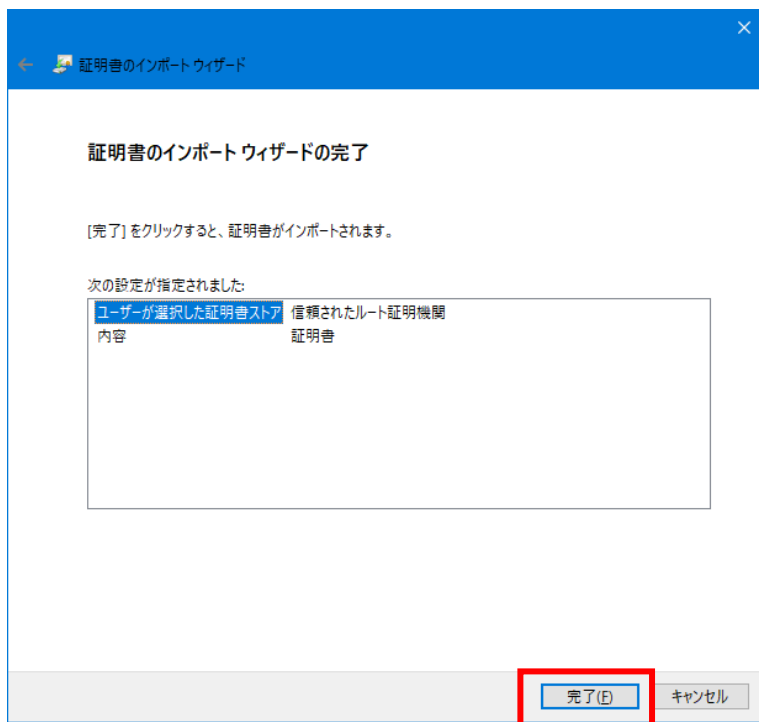 証明書のインポート ウィザード
証明書のインポート ウィザードの完了
[完了] をクリックすると、証明書がインポートされます。
次の設定が指定されました:
ユーザーが選択した証明書ストア 信頼されたルート証明機関
内容 証明書
完了(F) キャンセル